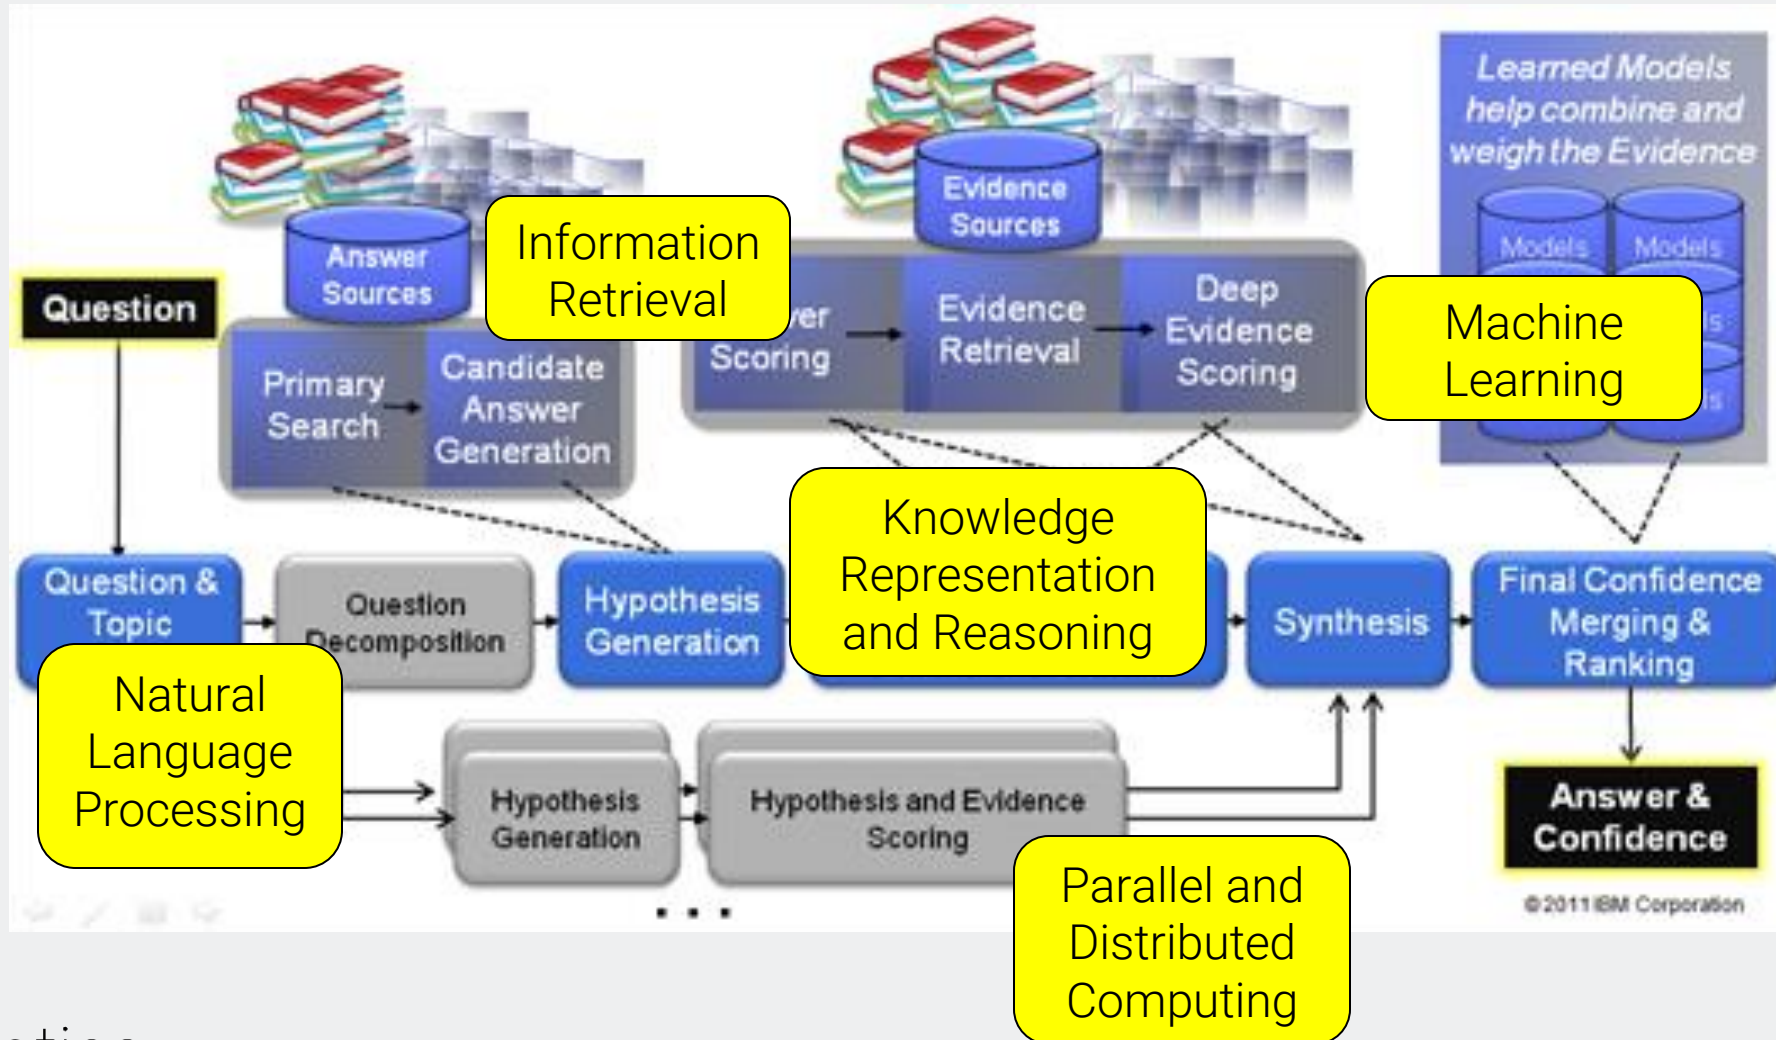 Learned Models
help combine and
weigh the Evidence
Models Models
Evidence
Sources
Answer
Sources
Information
Retrieval
Question
Primary
Search
Candidate
Answer
Generation
Scoring
Evidence
Retrieval
Deep
Evidence
Scoring
Machine
Learning
Knowledge
Representation
and Reasoning
Question &
Topic
Question
Decomposition
Hypothesis
Generation
Synthesis
Final Confidence
Merging &
Ranking
Natural
Language
Processing
Hypothesis
Generation
Hypothesis and Evidence
Scoring
Answer &
Confidence
Parallel and
Distributed
Computing
. . .
© 2011 IBM Corporation